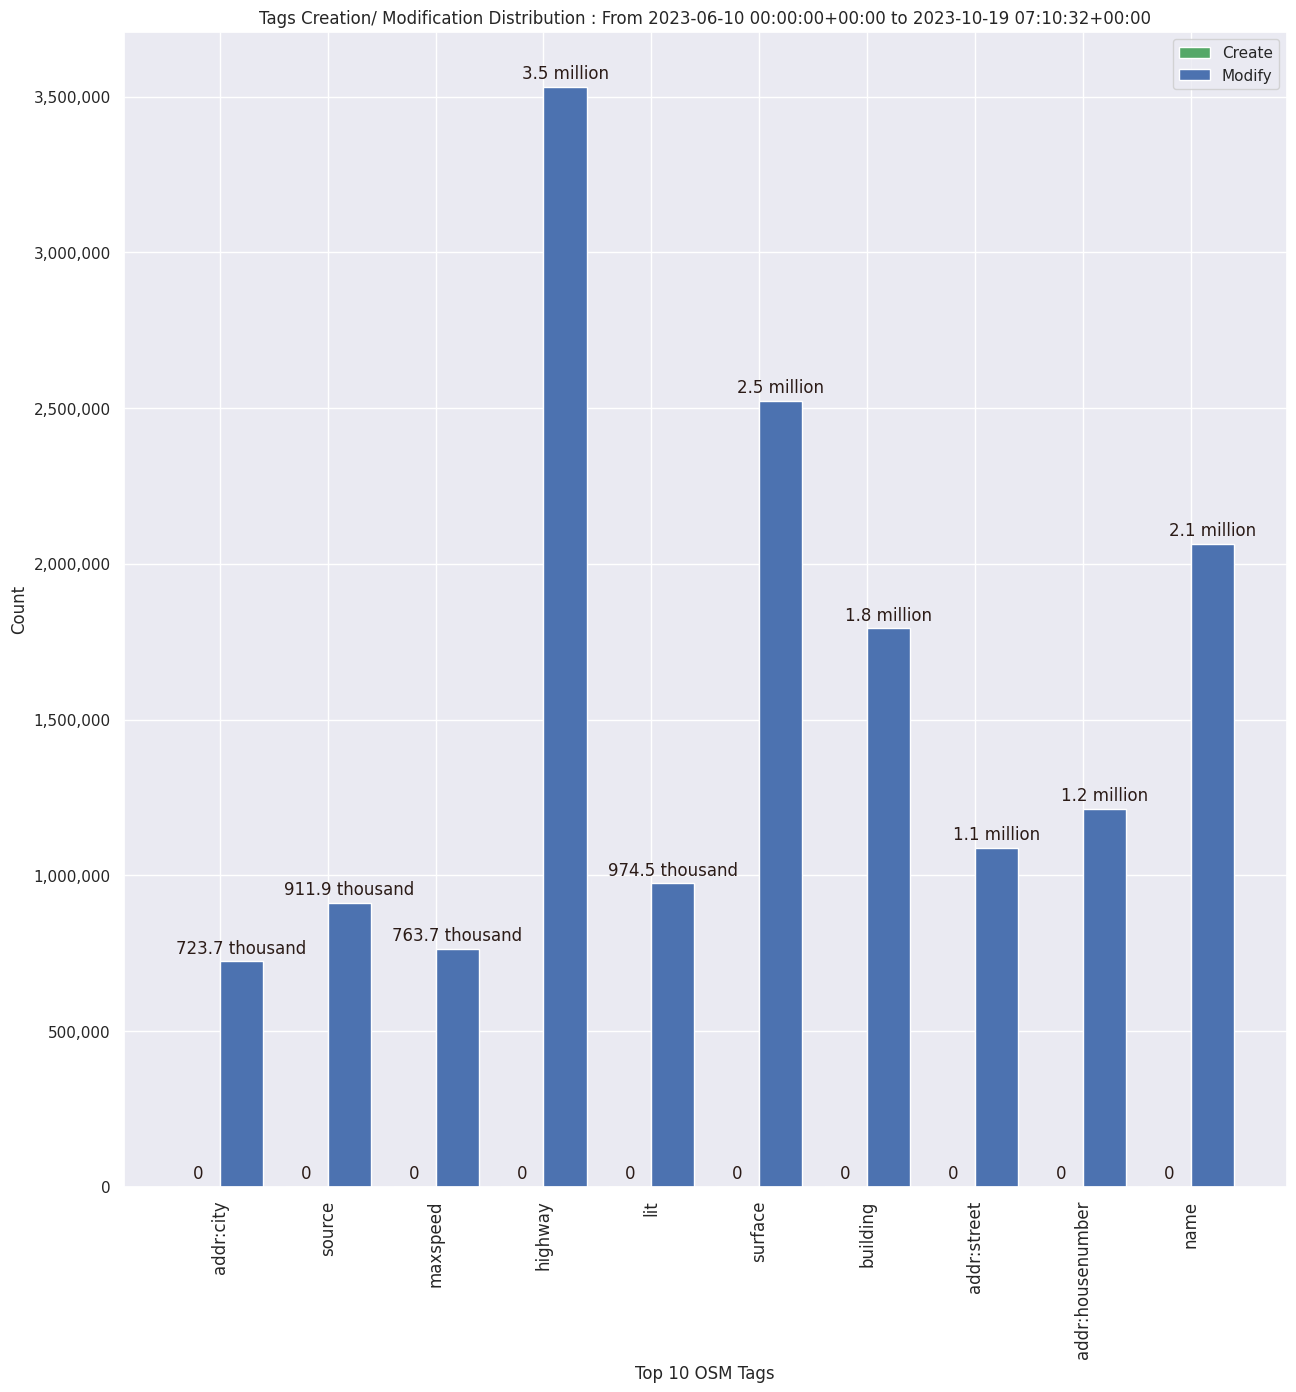 Tags Creation/ Modification Distribution : From 2023-06-10 00:00:00+00:00 to 2023-10-19 07:10:32+00:00
Create
Modify
3.5 million
3,500,000
3,000,000
2.5 million
2,500,000
2.1 million
2,000,000
1.8 million
1,500,000
1.2 million
1.1 million
1,000,000
974.5 thousand
911.9 thousand
763.7 thousand
723.7 thousand
500,000
0
0 0 0 0 0 0 0 0 0 0
Count
addr:city
source
maxspeed
highway
lit
surface
building
addr:street
addr:housenumber
name
Top 10 OSM Tags